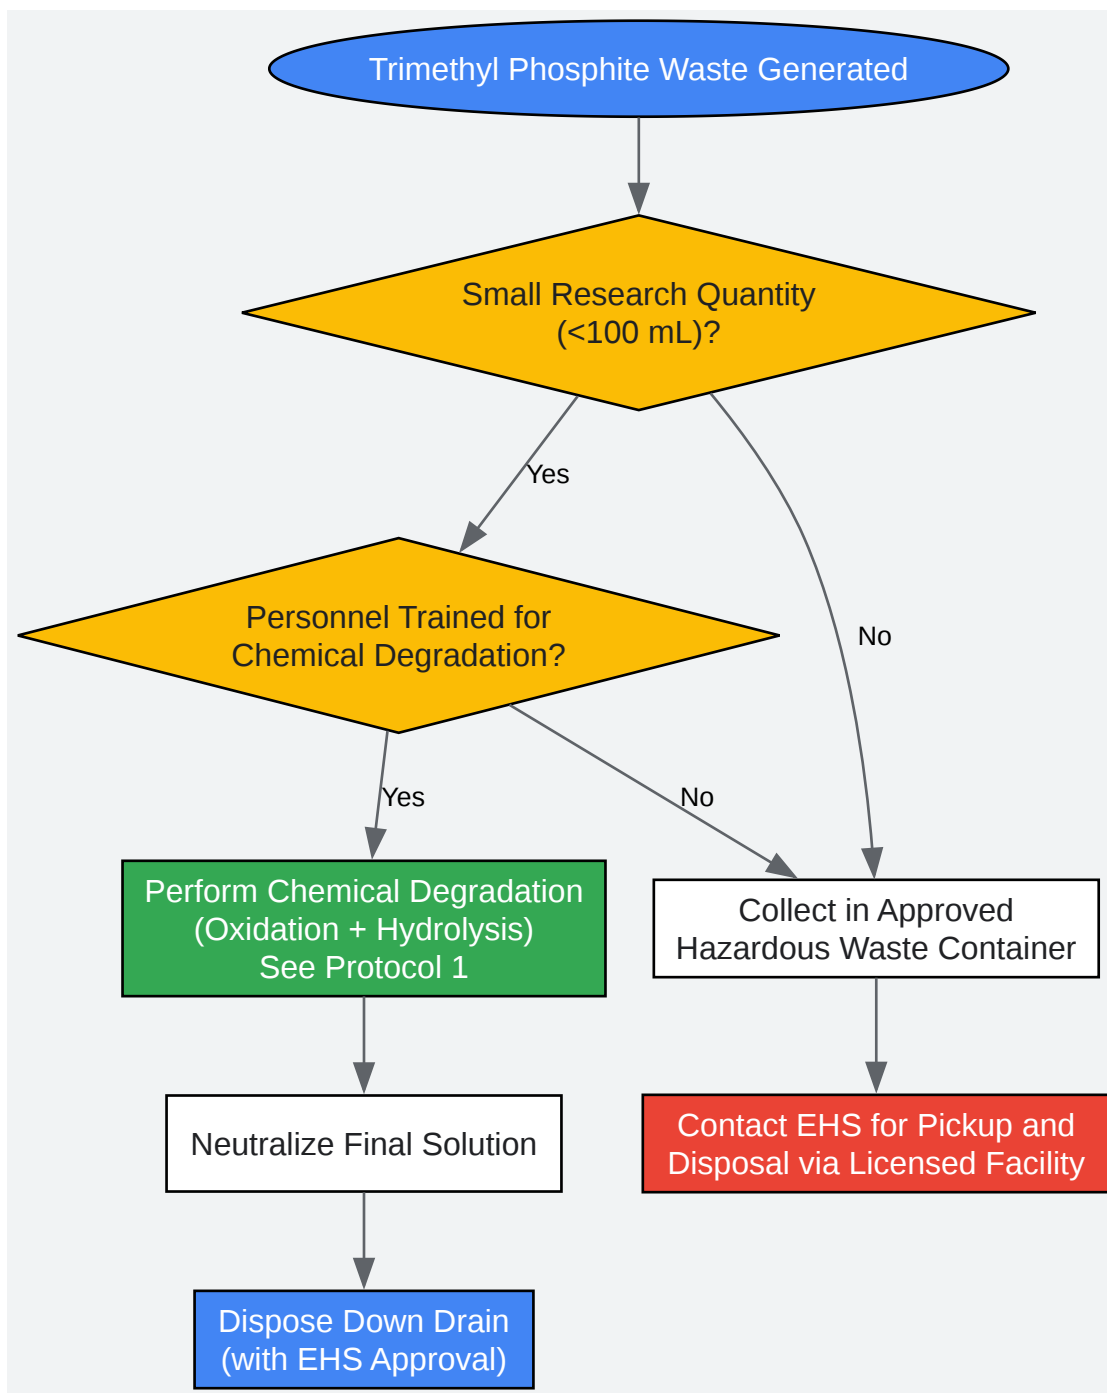 Trimethyl Phosphite Waste Generated
Small Research Quantity
(<100 mL)?
Yes
No
Personnel Trained for
Chemical Degradation?
Yes
No
Perform Chemical Degradation
(Oxidation + Hydrolysis)
See Protocol 1
Collect in Approved
Hazardous Waste Container
Neutralize Final Solution
Contact EHS for Pickup and
Disposal via Licensed Facility
Dispose Down Drain
(with EHS Approval)